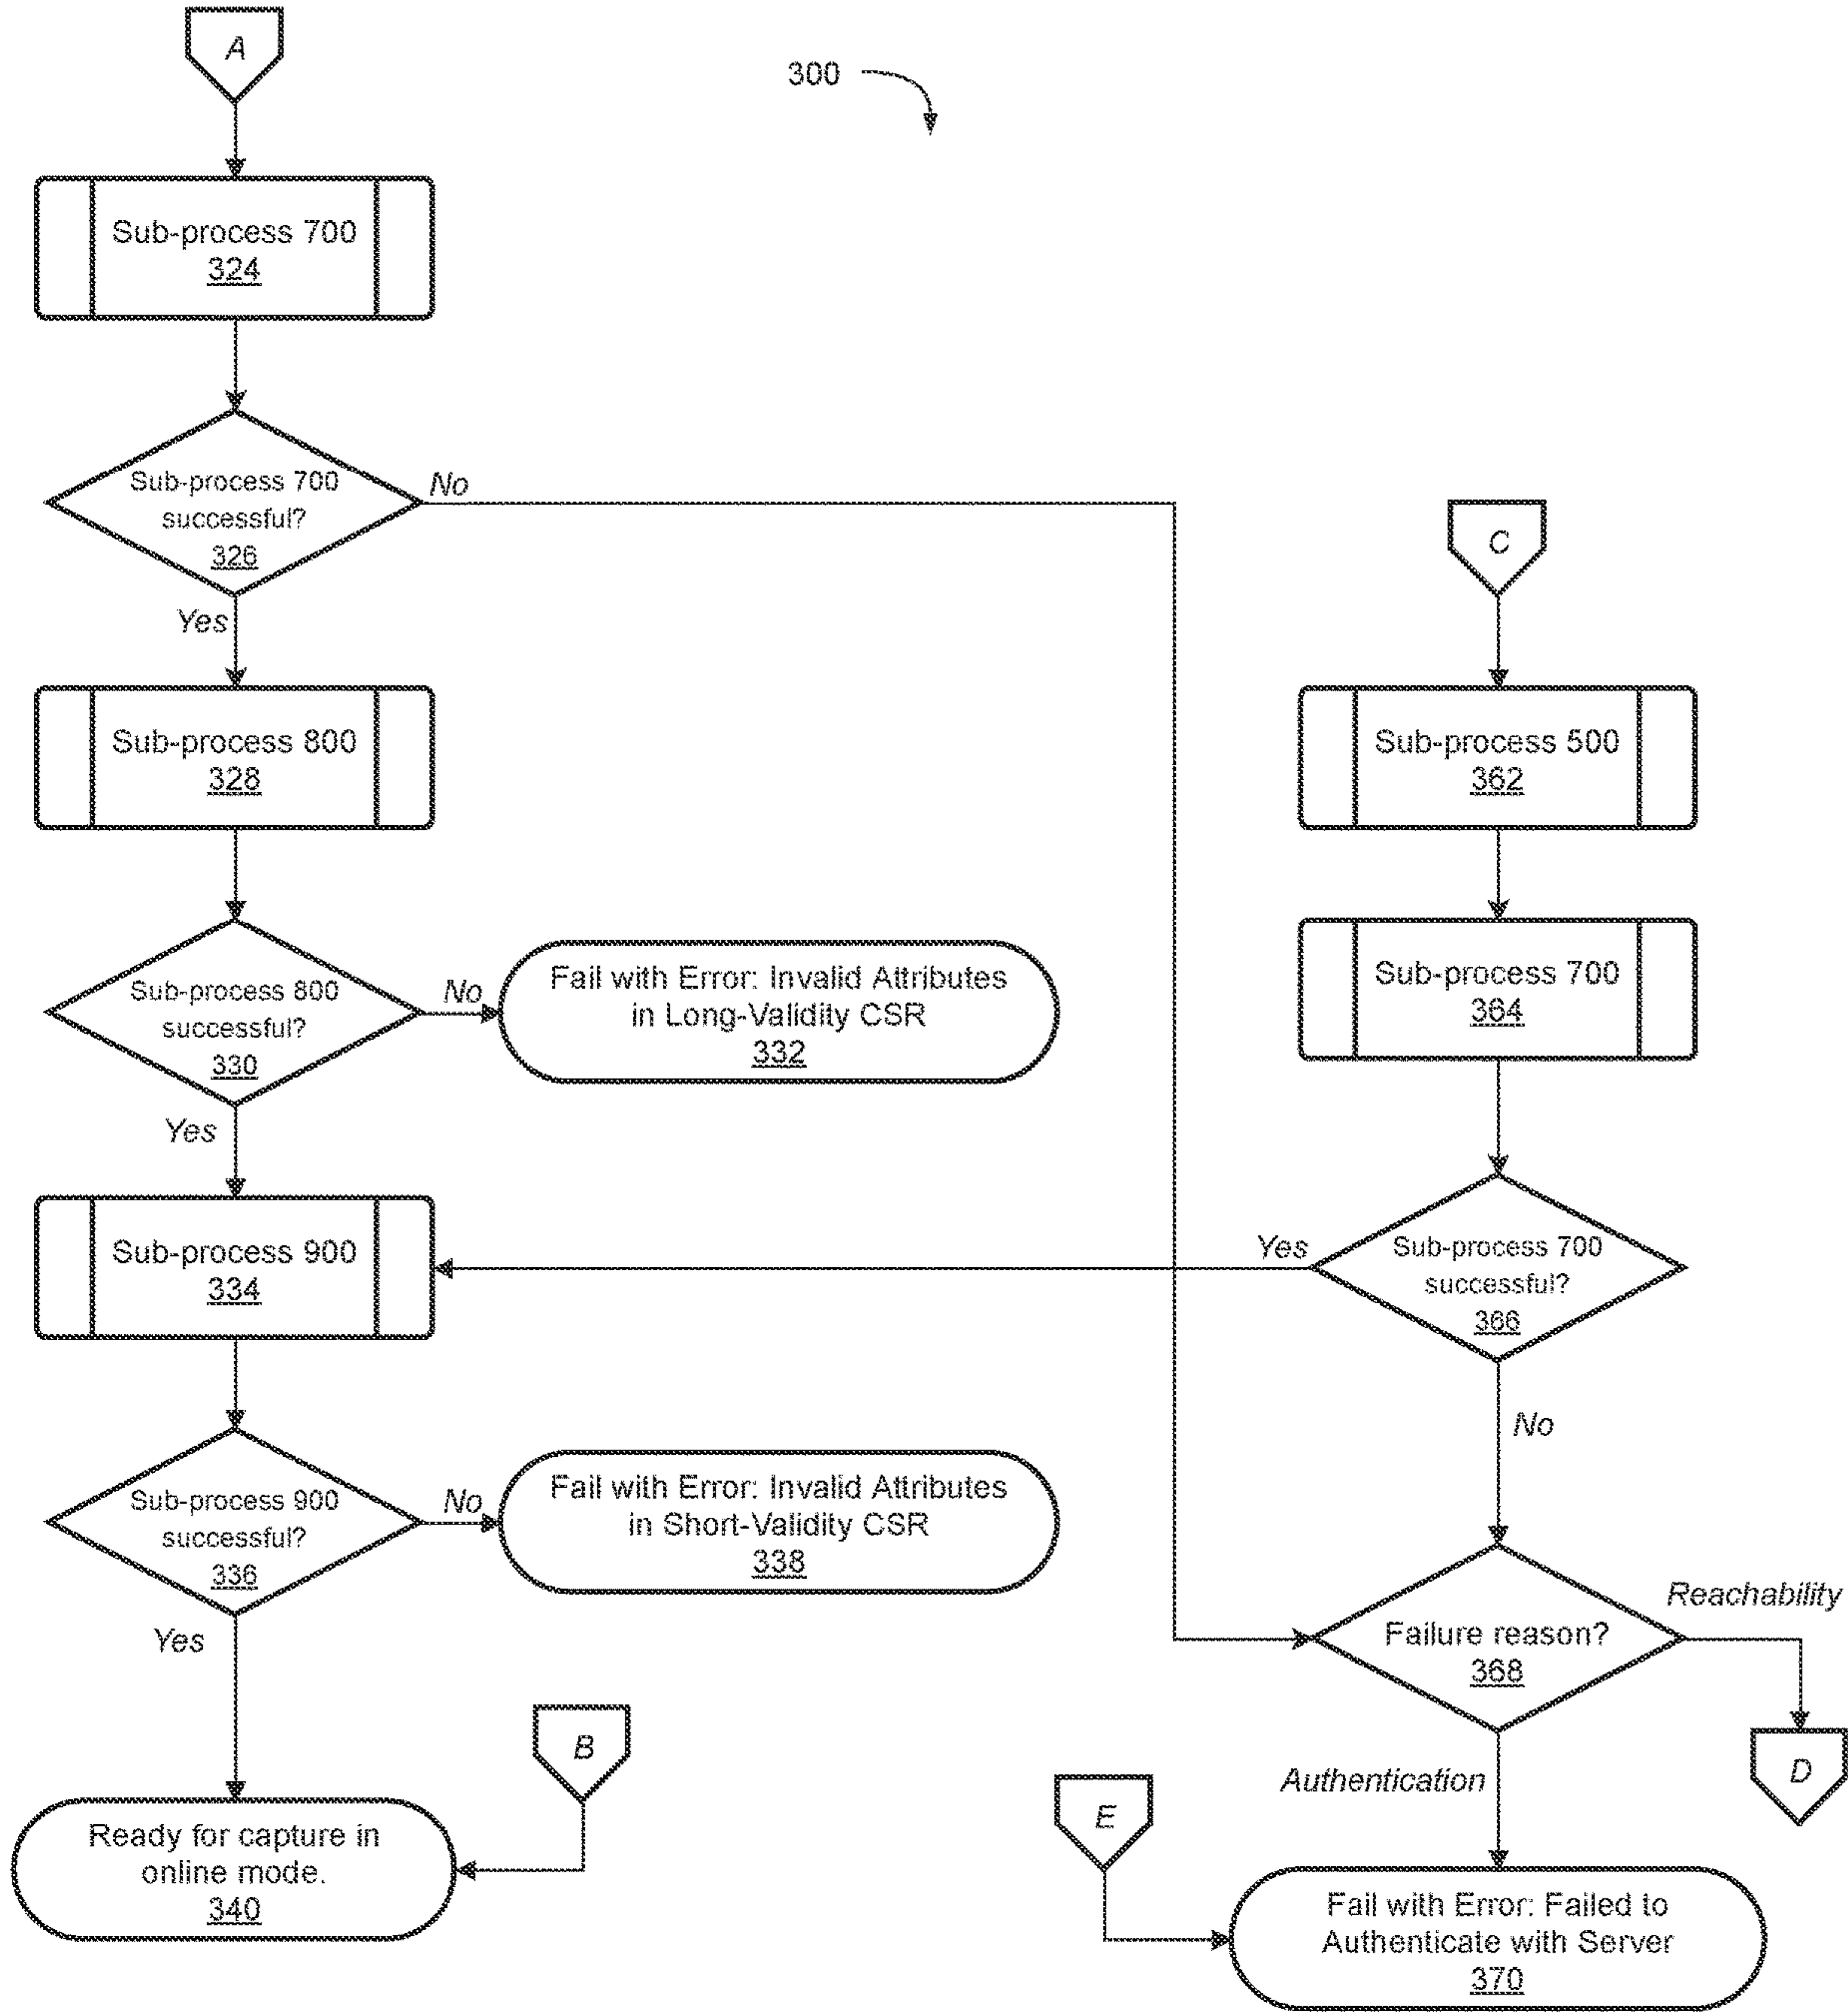 A
300
Sub-process 700
324
Sub-process 700
successful?
326
No
Yes
C
Sub-process 800
328
Sub-process 500
362
Sub-process 800
successful?
330
No
Yes
Fail with Error: Invalid Attributes
in Long-Validity CSR
332
Sub-process 700
364
Sub-process 900
334
Yes
Sub-process 700
successful?
366
No
Sub-process 900
successful?
336
No
Yes
Fail with Error: Invalid Attributes
in Short-Validity CSR
338
Failure reason?
368
Reachability
Authentication
D
B
E
Ready for capture in
online mode.
340
Fail with Error: Failed to
Authenticate with Server
370